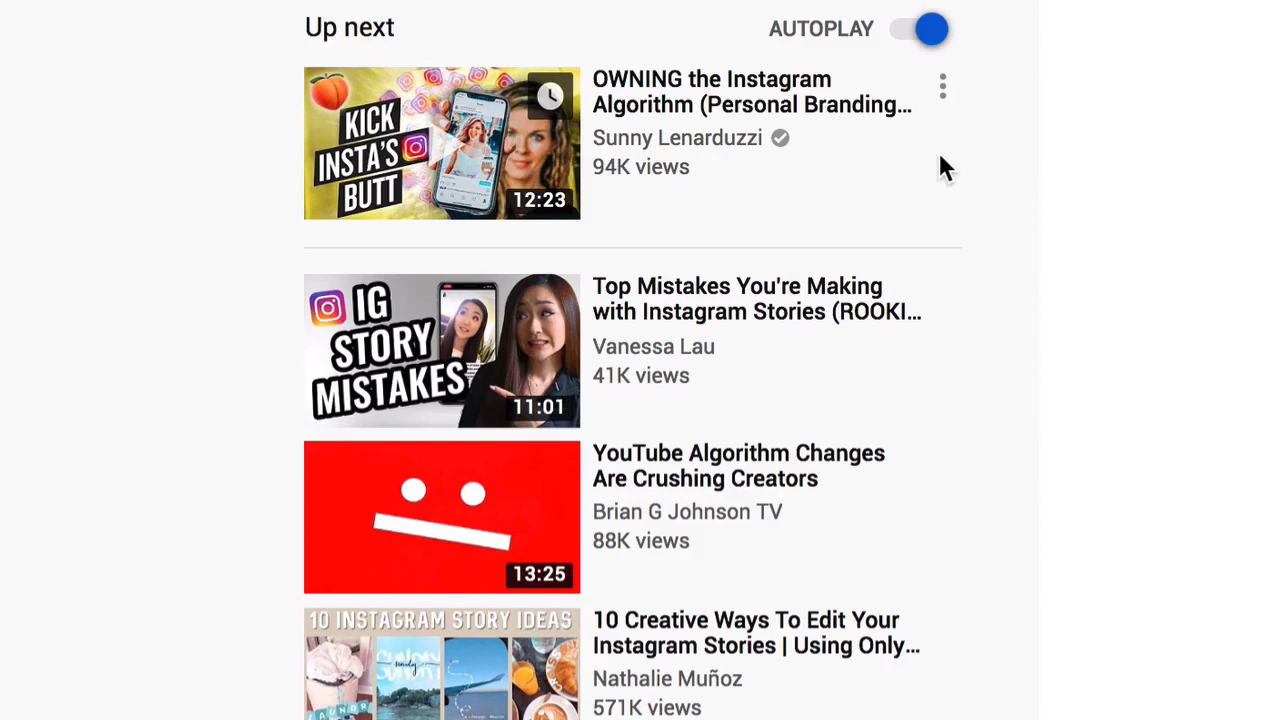 Up next
AUTOPLAY
KICK
INSTA'S
BUTT
12:23
OWNING the Instagram
Algorithm (Personal Branding...
Sunny Lenarduzzi
94K views
IG
STORY
MISTAKES
11:01
Top Mistakes You're Making
with Instagram Stories (ROOKI...
Vanessa Lau
41K views
13:25
YouTube Algorithm Changes
Are Crushing Creators
Brian G Johnson TV
88K views
10 INSTAGRAM STORY IDEAS
SUNDAY
LAUNCH
10 Creative Ways To Edit Your
Instagram Stories | Using Only...
Nathalie Muñoz
571K views